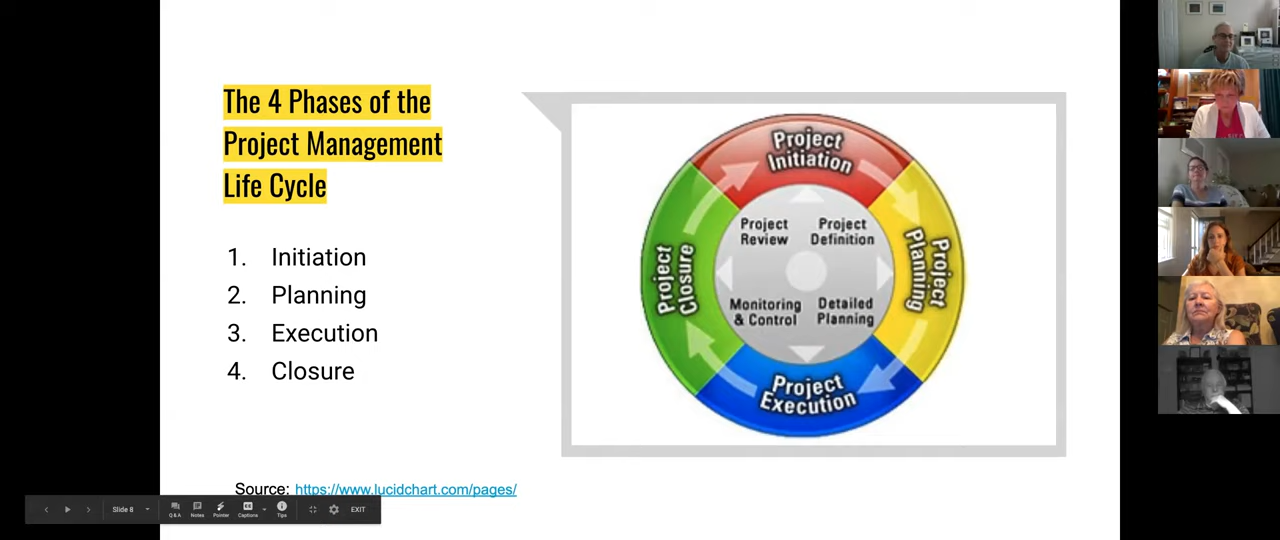 The 4 Phases of the
Project Management
Life Cycle
1. Initiation
2. Planning
3. Execution
4. Closure
Project
Initiation
Project
Planning
Project
Execution
Project
Closure
Project
Review
Project
Definition
Monitoring
& Control
Detailed
Planning
Source: https://www.lucidchart.com/pages/
Slide 8
Q & A
Notes
Pointer
Captions
Tips
EXIT